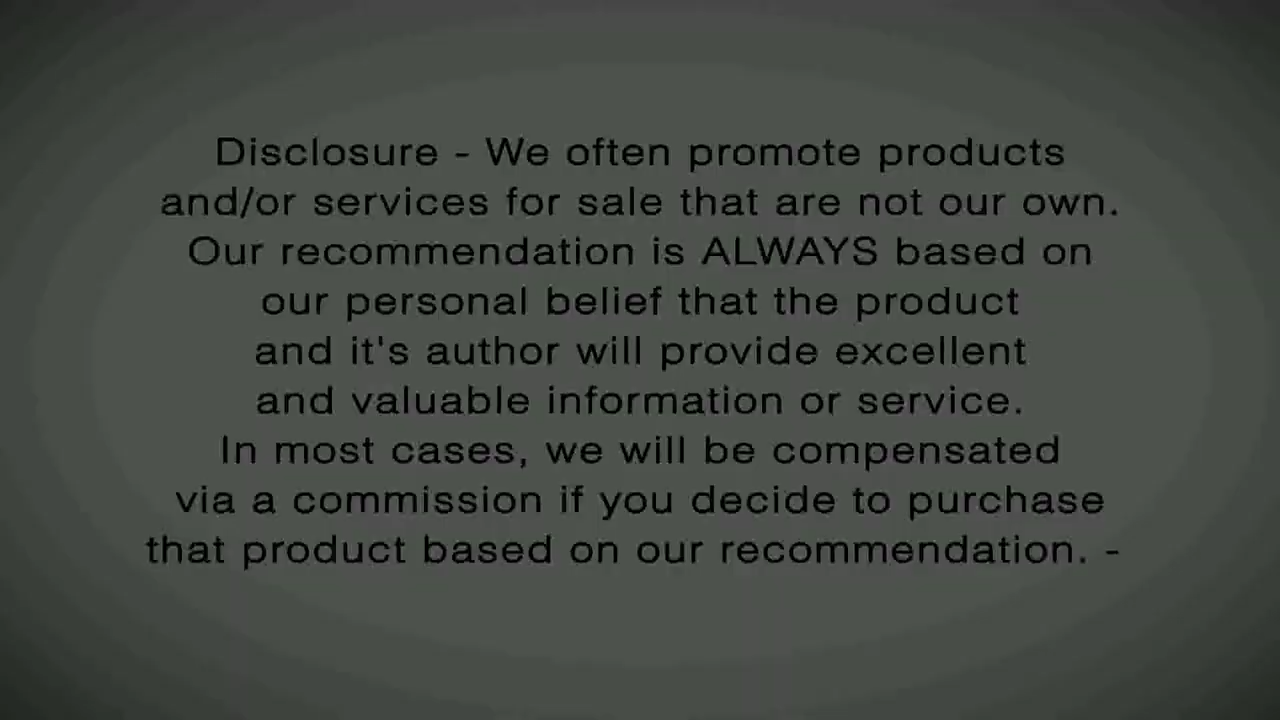 Disclosure - We often promote products
and/or services for sale that are not our own.
Our recommendation is ALWAYS based on
our personal belief that the product
and it's author will provide excellent
and valuable information or service.
In most cases, we will be compensated
via a commission if you decide to purchase
that product based on our recommendation. -